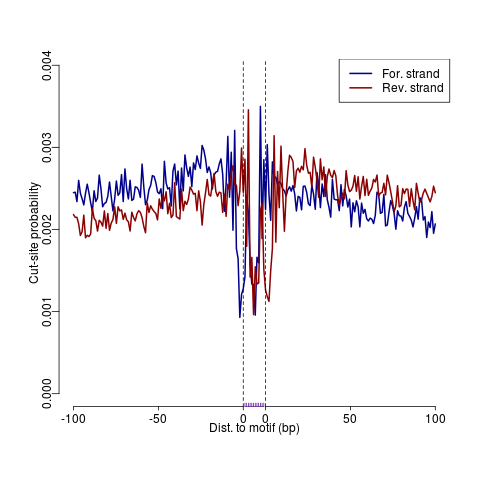 For. strand
Rev. strand
Cut-site probability
0.004
0.003
0.002
0.001
0.000
-100 -50 0 0 50 100
Dist. to motif (bp)